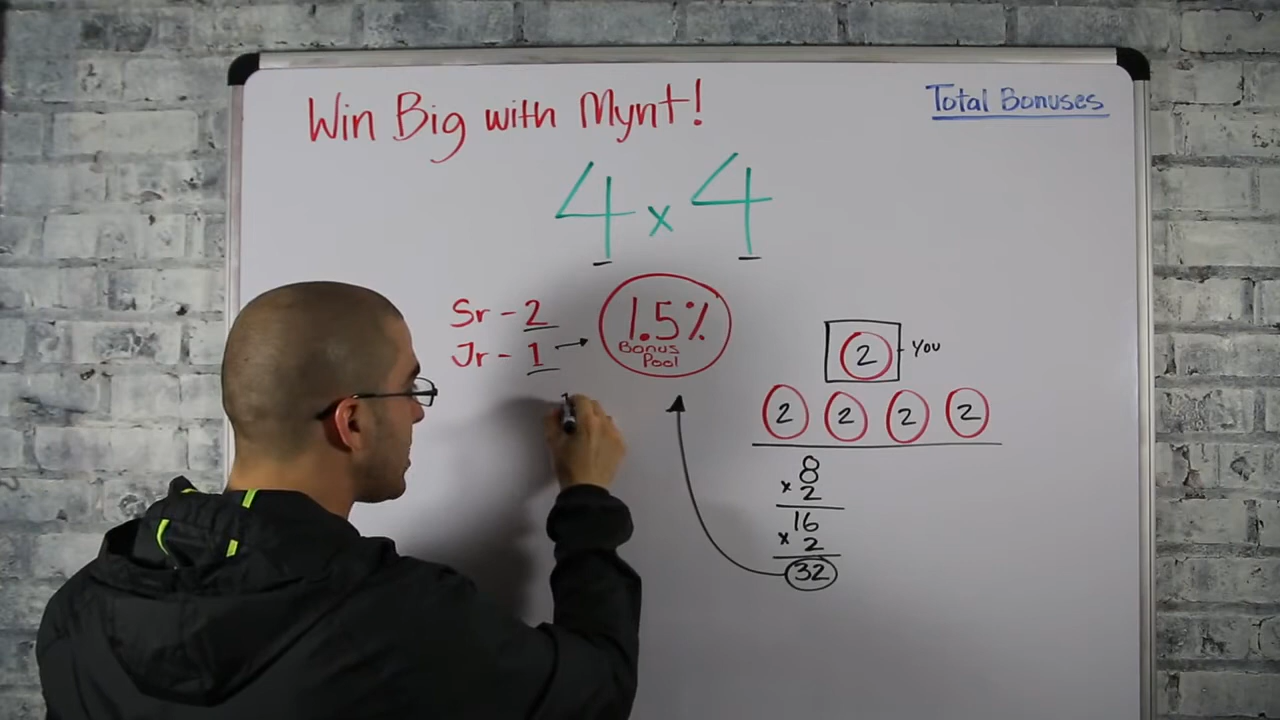 Win Big with Mynt!
Total Bonuses
4 x 4
Sr - 2
Jr - 1
1.5%
Bonus
Pool
2 - You
2 2 2 2
8
x 2
16
x 2
32